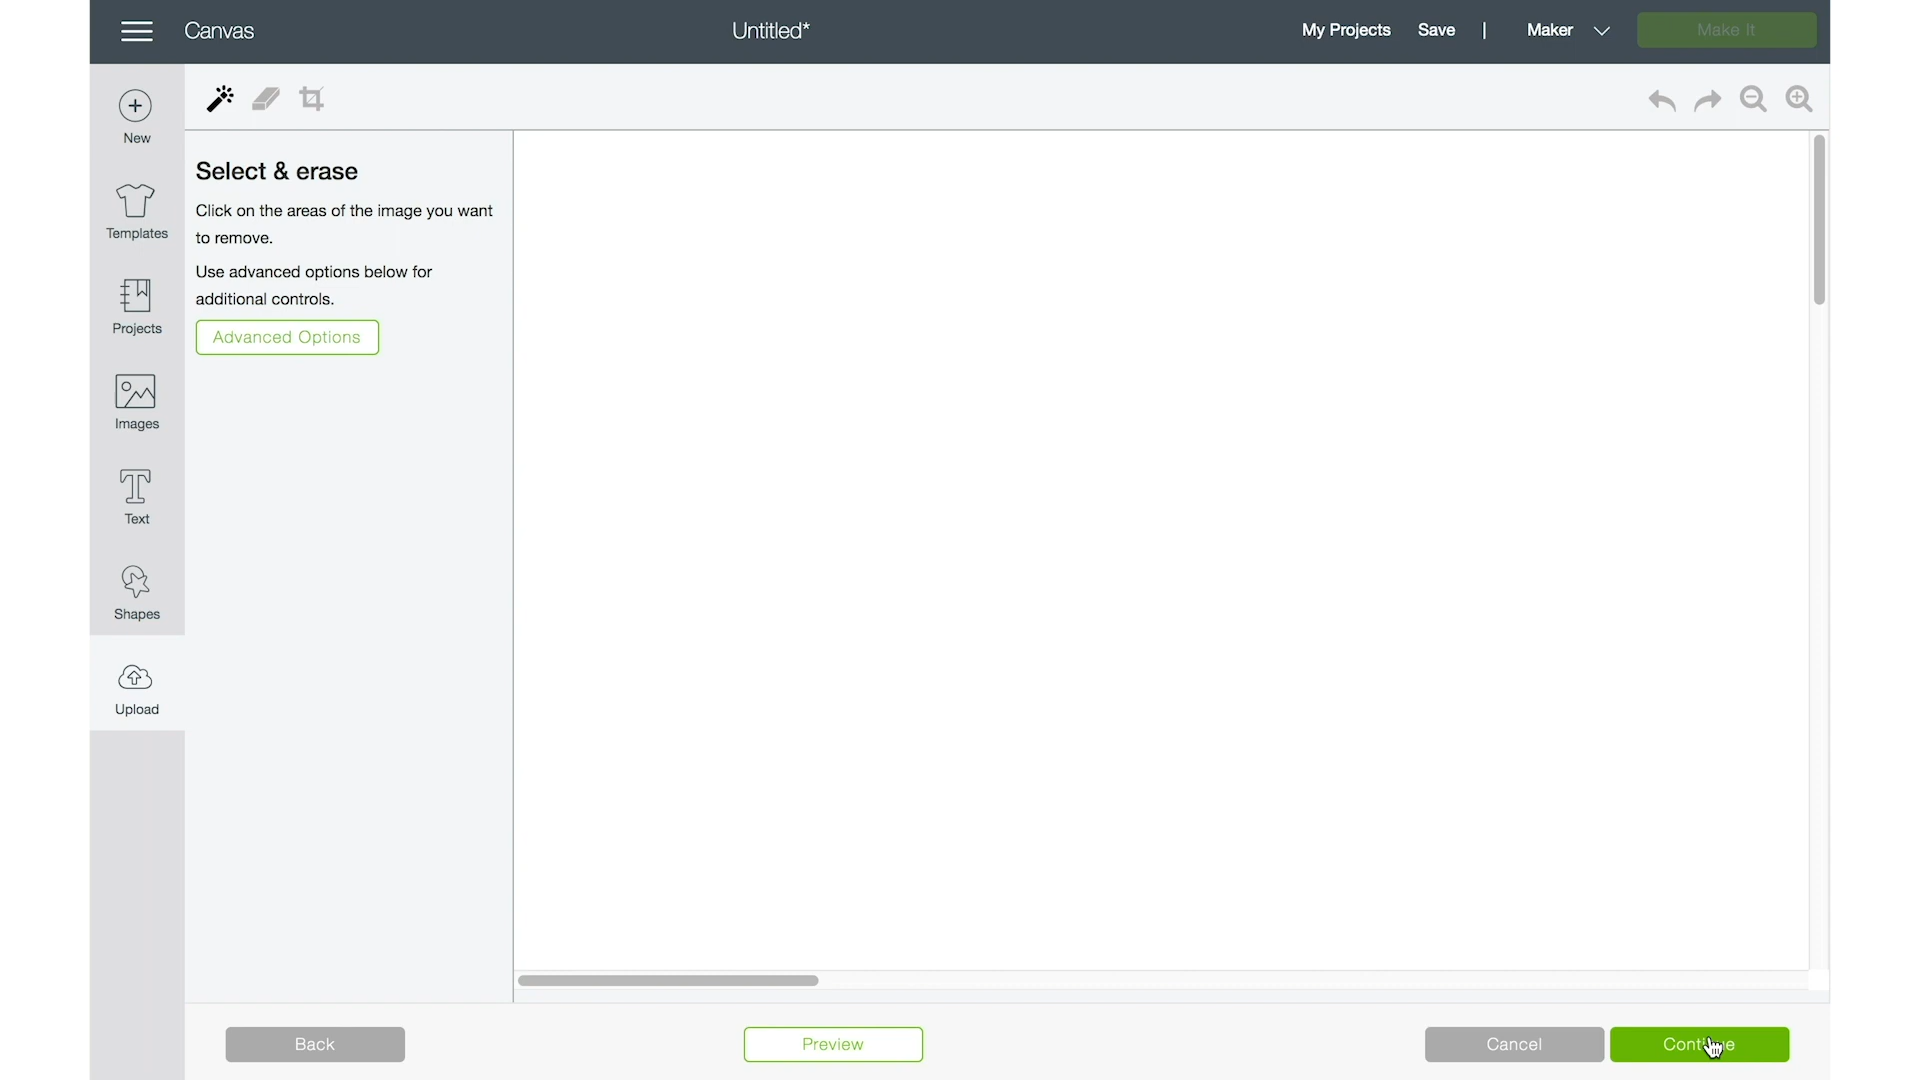 Canvas
Untitled*
My Projects
Save
|
Maker
Make It
New
Templates
Projects
Images
Text
Shapes
Upload
Select & erase
Click on the areas of the image you want
to remove.
Use advanced options below for
additional controls.
Advanced Options
Back
Preview
Cancel